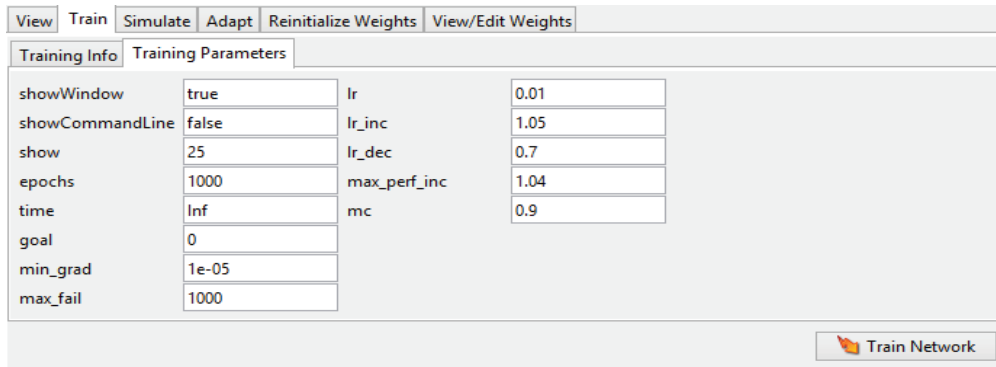 View Train Simulate Adapt Reinitialize Weights View/Edit Weights
Training Info Training Parameters
showWindow true lr 0.01
showCommandLine false lr_inc 1.05
show 25 lr_dec 0.7
epochs 1000 max_perf_inc 1.04
time Inf mc 0.9
goal 0
min_grad 1e-05
max_fail 1000
Train Network